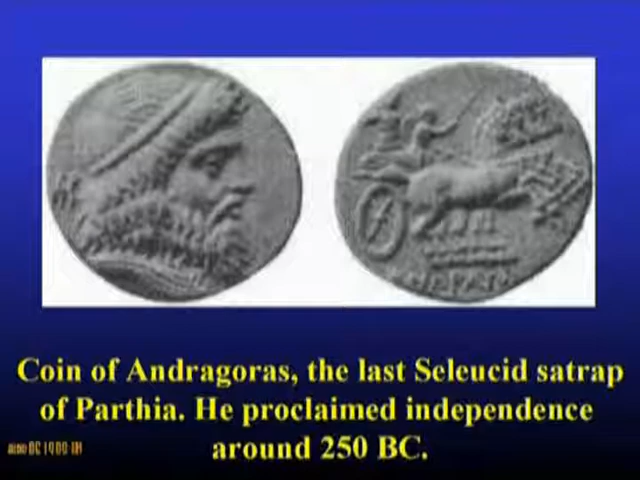 Coin of Andragoras, the last Seleucid satrap
of Parthia. He proclaimed independence
around 250 BC.